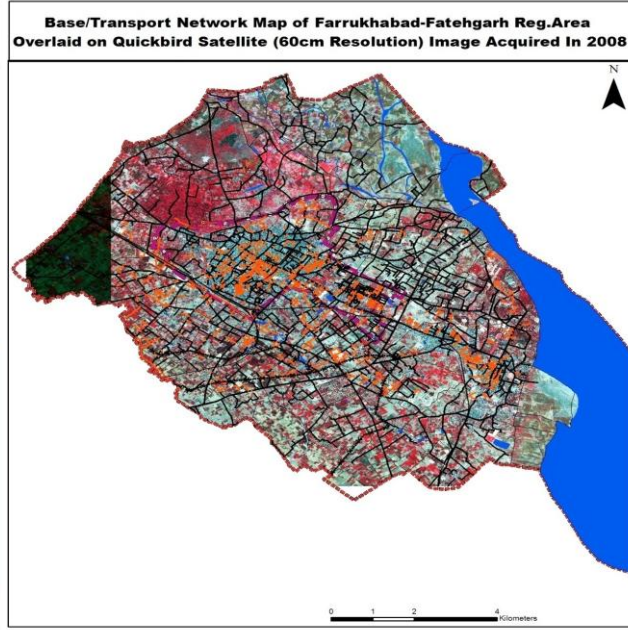 Base/Transport Network Map of Farrukhabad-Fatehgarh Reg.Area
Overlaid on Quickbird Satellite (60cm Resolution) Image Acquired In 2008
N
0 1 2 4
Kilometers